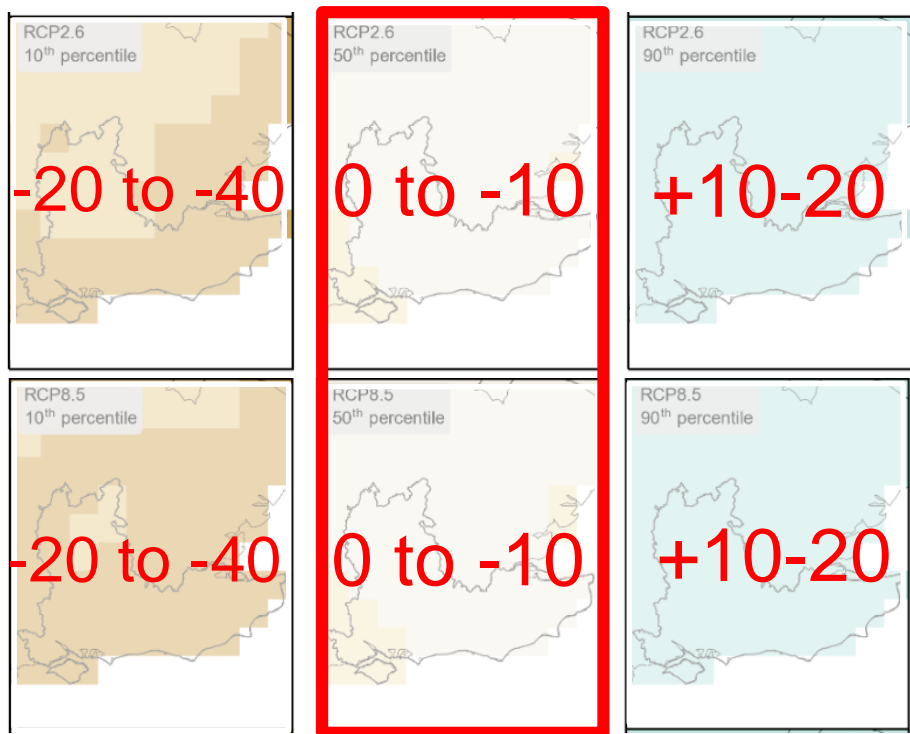 RCP2.6
10th percentile
-20 to -40
RCP2.6
50th percentile
0 to -10
RCP2.6
90th percentile
+10-20
RCP8.5
10th percentile
-20 to -40
RCP8.5
50th percentile
0 to -10
RCP8.5
90th percentile
+10-20